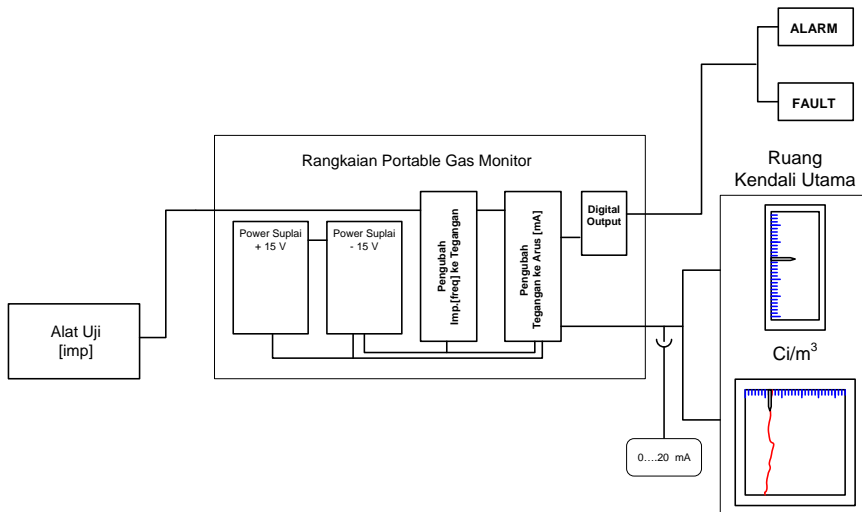 ALARM
FAULT
Ruang
Kendali Utama
Rangkaian Portable Gas Monitor
Power Suplai
+ 15 V
Power Suplai
- 15 V
Pengubah
Imp.[freq] ke Tegangan
Pengubah
Tegangan ke Arus [mA]
Digital
Output
Alat Uji
[imp]
Ci/m³
0....20 mA